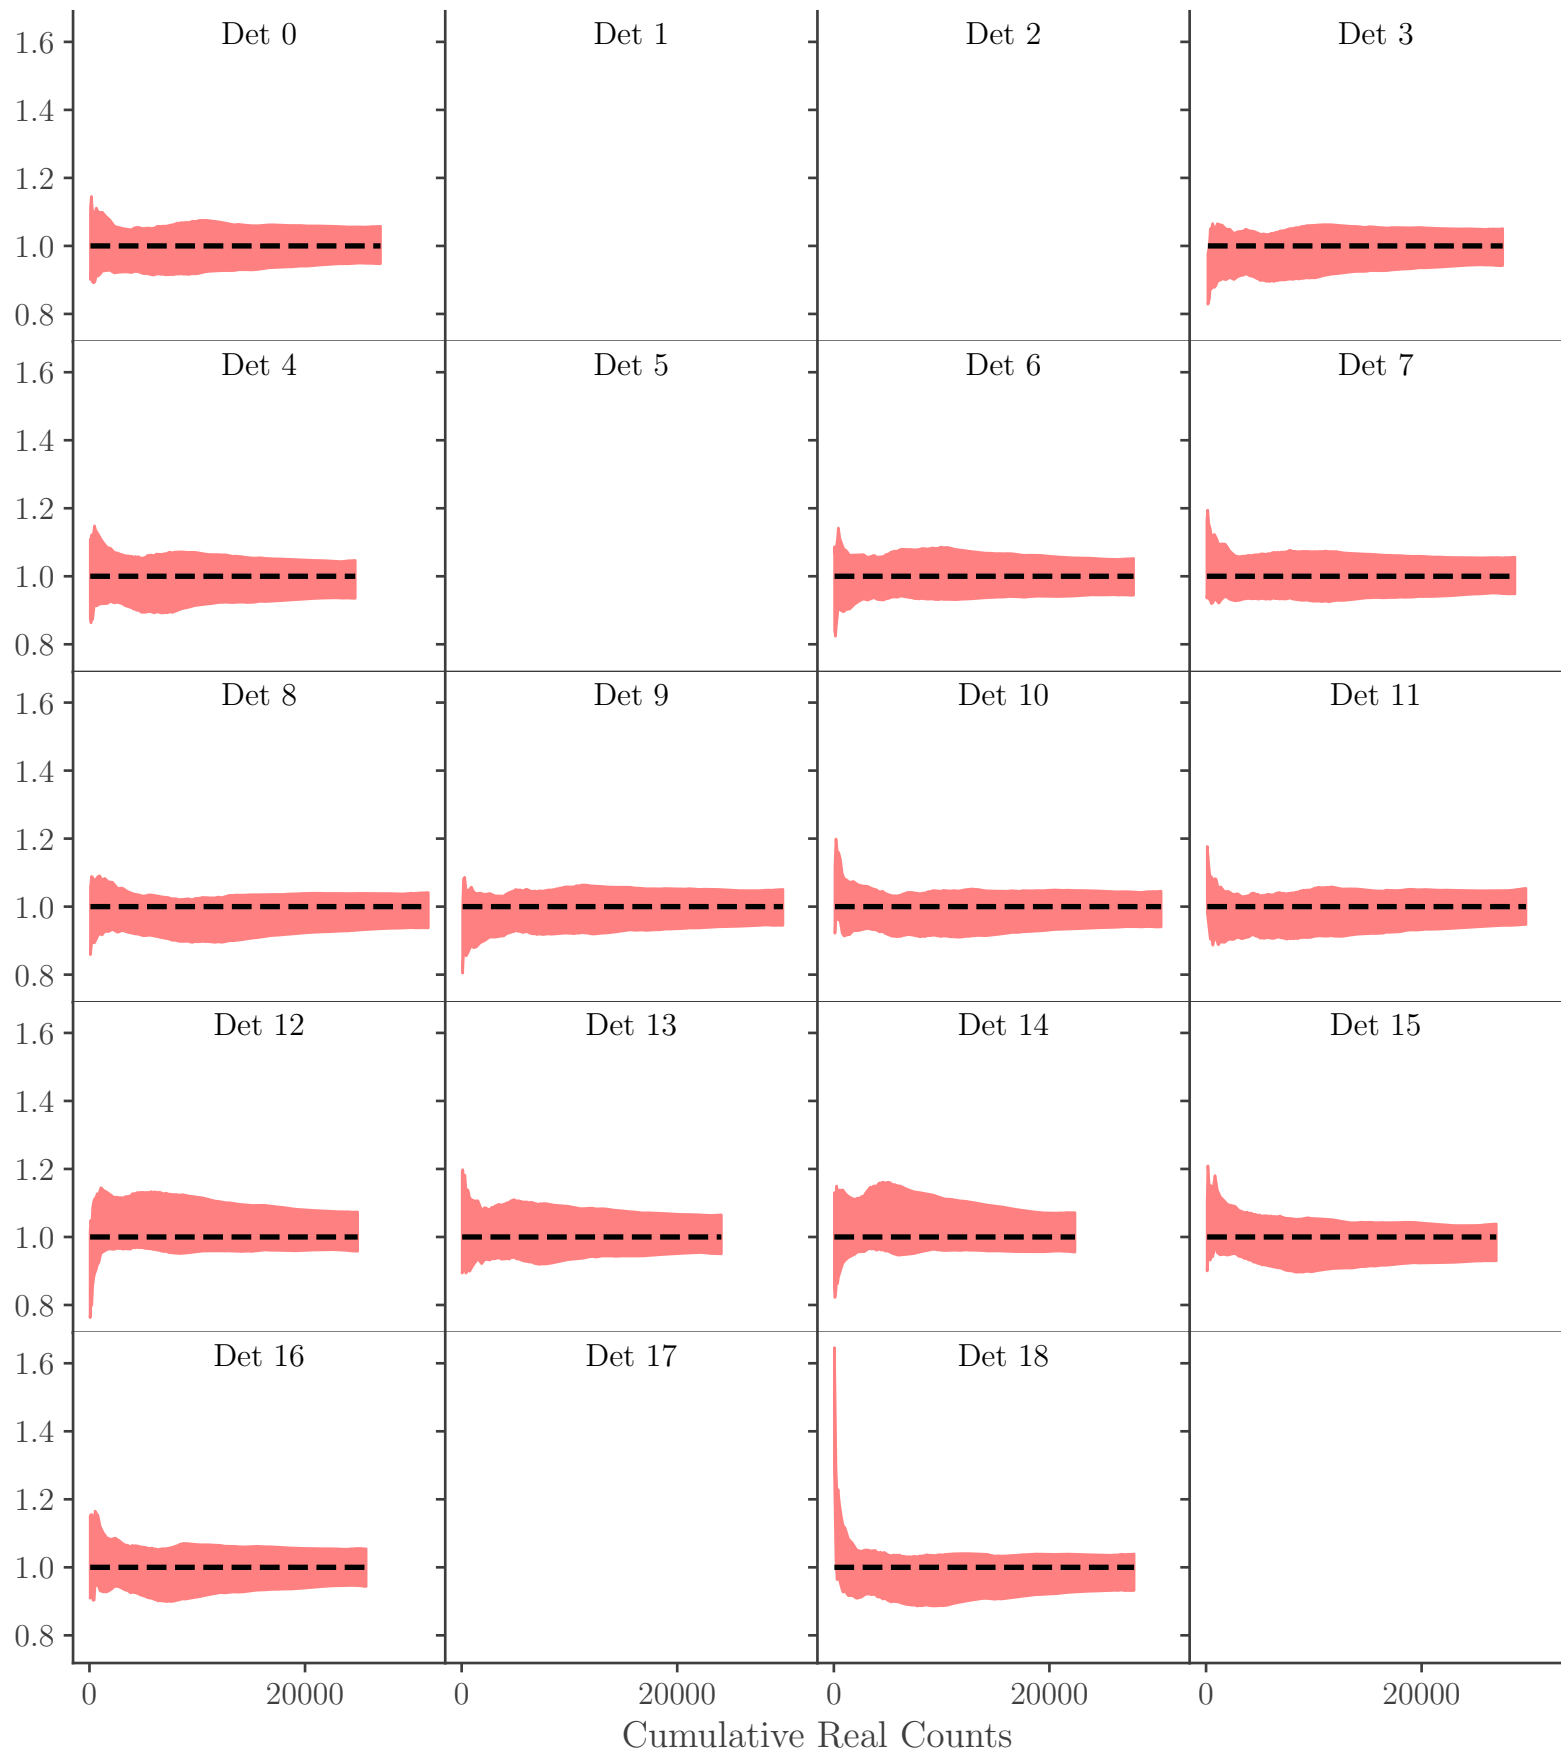 1.6 Det 0 Det 1 Det 2 Det 3
1.4
1.2
1.0
0.8
1.6 Det 4 Det 5 Det 6 Det 7
1.4
1.2
1.0
0.8
1.6 Det 8 Det 9 Det 10 Det 11
1.4
1.2
1.0
0.8
1.6 Det 12 Det 13 Det 14 Det 15
1.4
1.2
1.0
0.8
1.6 Det 16 Det 17 Det 18
1.4
1.2
1.0
0.8
0 20000 0 20000 0 20000 0 20000
Cumulative Real Counts